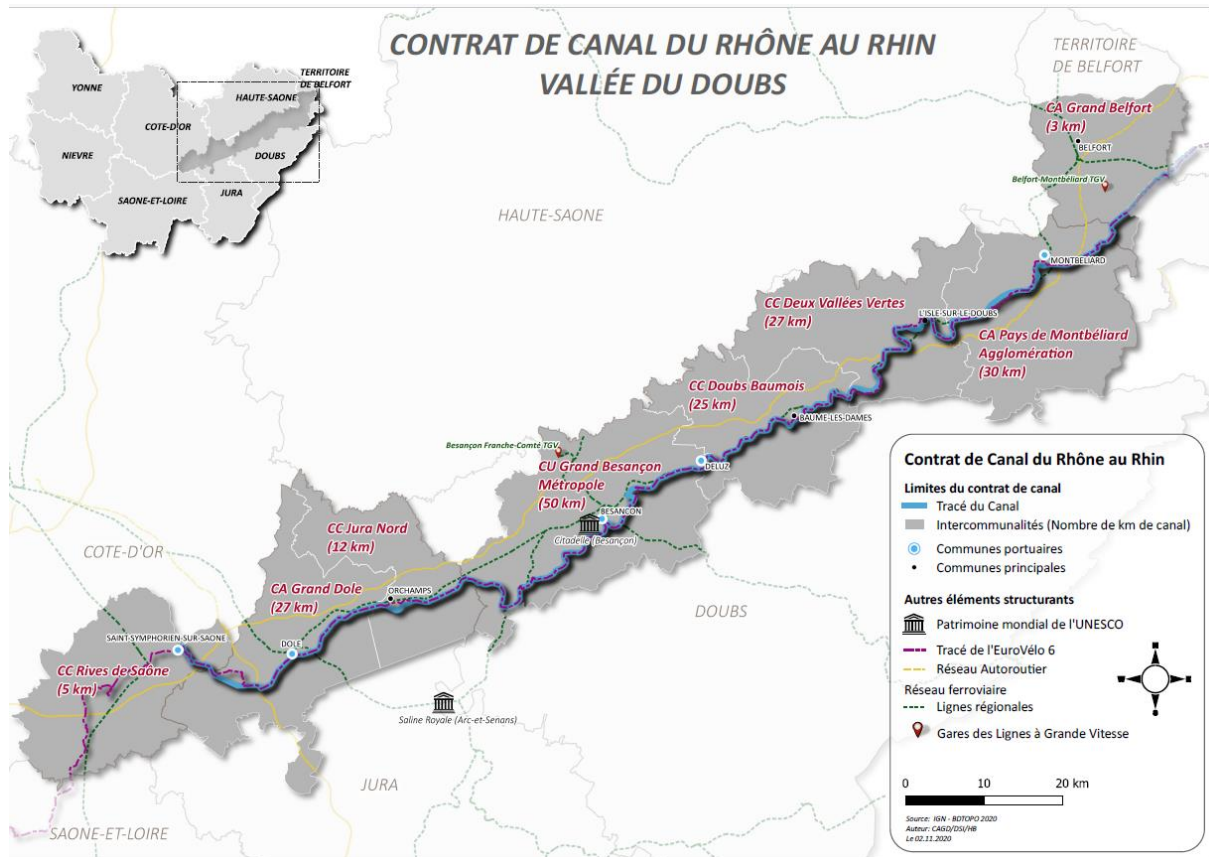 CONTRAT DE CANAL DU RHÔNE AU RHIN
VALLÉE DU DOUBS
YONNE
COTE-D'OR
HAUTE-SAONE
TERRITOIRE
DE BELFORT
NIEVRE
DOUBS
SAONE-ET-LOIRE
JURA
TERRITOIRE
DE BELFORT
CA Grand Belfort
(3 km)
BELFORT
Belfort-Montbéliard TGV
HAUTE-SAONE
MONTBELIARD
CC Deux Vallées Vertes
(27 km)
L'ISLE-SUR-LE-DOUBS
CA Pays de Montbéliard
Agglomération
(30 km)
CC Doubs Baumois
(25 km)
BAUME-LES-DAMES
Besançon Franche-Comté TGV
DELUZ
CU Grand Besançon
Métropole
(50 km)
BESANCON
Citadelle (Besançon)
CC Jura Nord
(12 km)
COTE-D'OR
CA Grand Dole
(27 km)
ORCHAMPS
DOUBS
SAINT-SYMPHORIEN-SUR-SAONE
DOLE
CC Rives de Saône
(5 km)
Saline Royale (Arc-et-Senans)
JURA
SAONE-ET-LOIRE
Contrat de Canal du Rhône au Rhin
Limites du contrat de canal
Tracé du Canal
Intercommunalités (Nombre de km de canal)
Communes portuaires
Communes principales
Autres éléments structurants
Patrimoine mondial de l'UNESCO
Tracé de l'EuroVélo 6
Réseau Autoroutier
Réseau ferroviaire
Lignes régionales
Gares des Lignes à Grande Vitesse
0 10 20 km
Source: IGN - BDTOPO 2020
Auteur: CAGD/DSI/HB
Le 02.11.2020